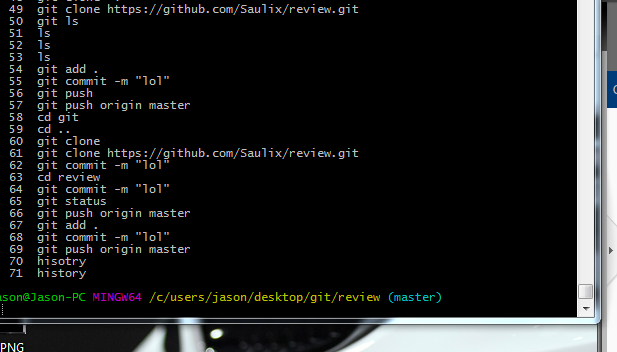 49 git clone https://github.com/Saulix/review.git
50 git ls
51 ls
52 ls
53 ls
54 git add .
55 git commit -m "lol"
56 git push
57 git push origin master
58 cd git
59 cd ..
60 git clone
61 git clone https://github.com/Saulix/review.git
62 git commit -m "lol"
63 cd review
64 git commit -m "lol"
65 git status
66 git push origin master
67 git add .
68 git commit -m "lol"
69 git push origin master
70 hisotry
71 history
ason@Jason-PC MINGW64 /c/users/jason/desktop/git/review (master)
PNG